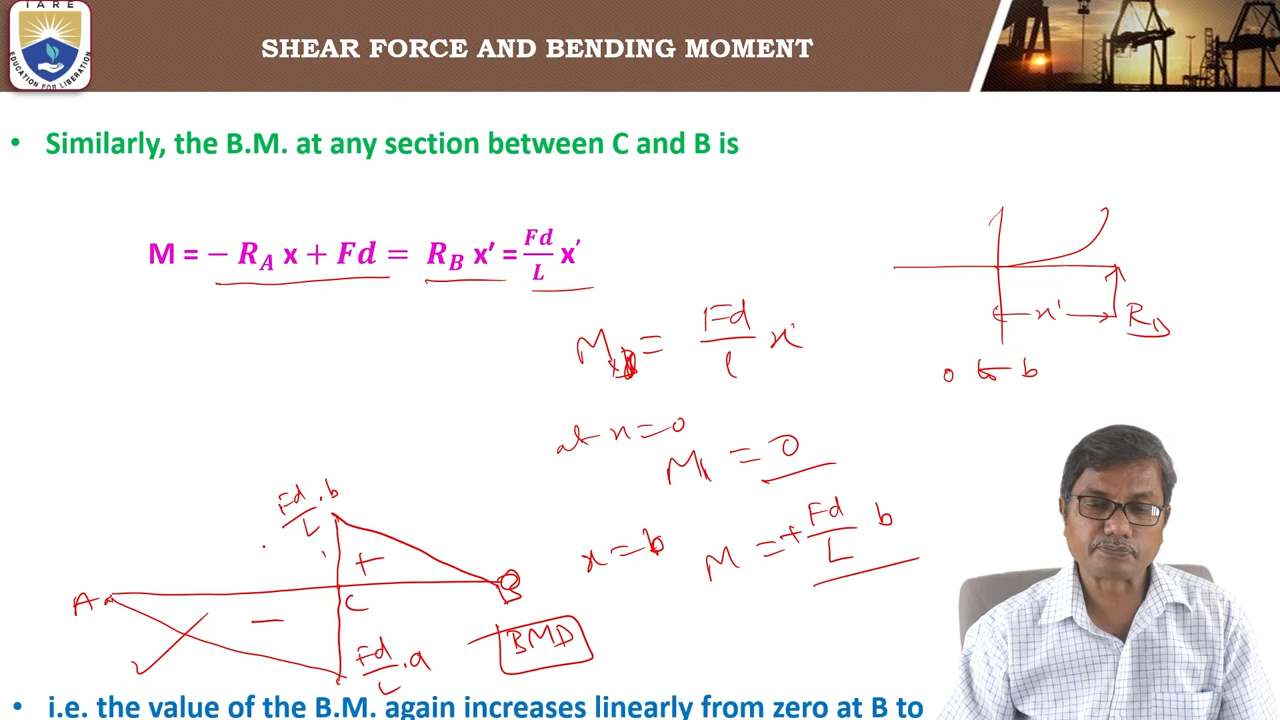 IARE
EDUCATION FOR LIBERATION
SHEAR FORCE AND BENDING MOMENT
• Similarly, the B.M. at any section between C and B is
M = − R_A x + Fd = R_B x′ = Fd/L x′
M_x = Fd/l x'
x'
0 ← b
at x=0
M = 0
x=b M = + Fd/L b
Fd/L .b
+
A C B
−
Fd/L .a
BMD
• i.e. the value of the B.M. again increases linearly from zero at B to